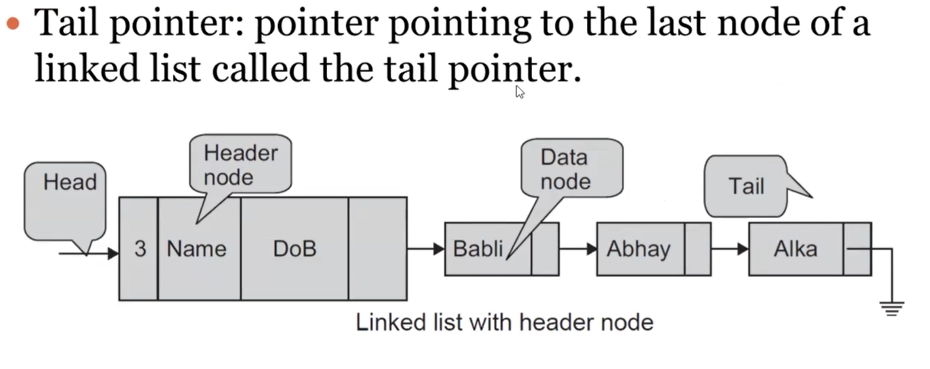 Tail pointer: pointer pointing to the last node of a
linked list called the tail pointer.
Head
Header
node
Data
node
Tail
3 Name DoB
Babli
Abhay
Alka
Linked list with header node